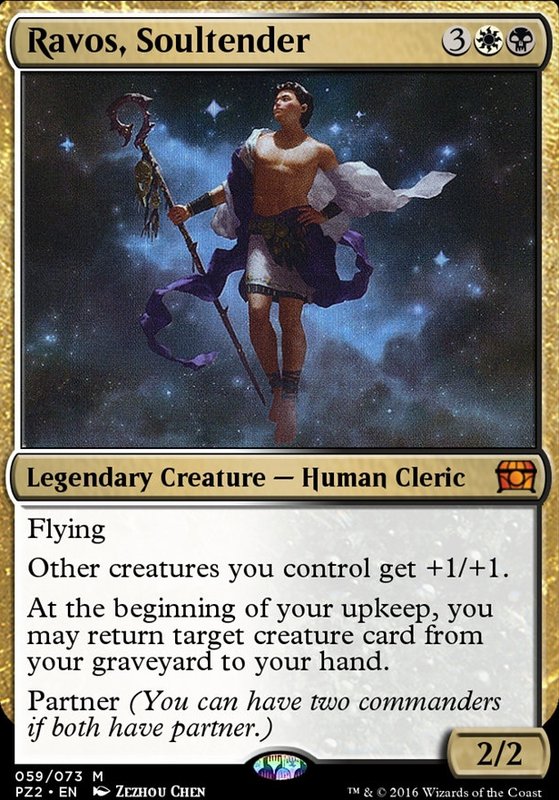 Ravos, Soultender 3
Legendary Creature — Human Cleric
Flying
Other creatures you control get +1/+1.
At the beginning of your upkeep, you
may return target creature card from
your graveyard to your hand.
Partner (You can have two commanders
if both have partner.)
2/2
059/073 M
PZ2 • EN Zezhou Chen
™ & © 2016 Wizards of the Coast